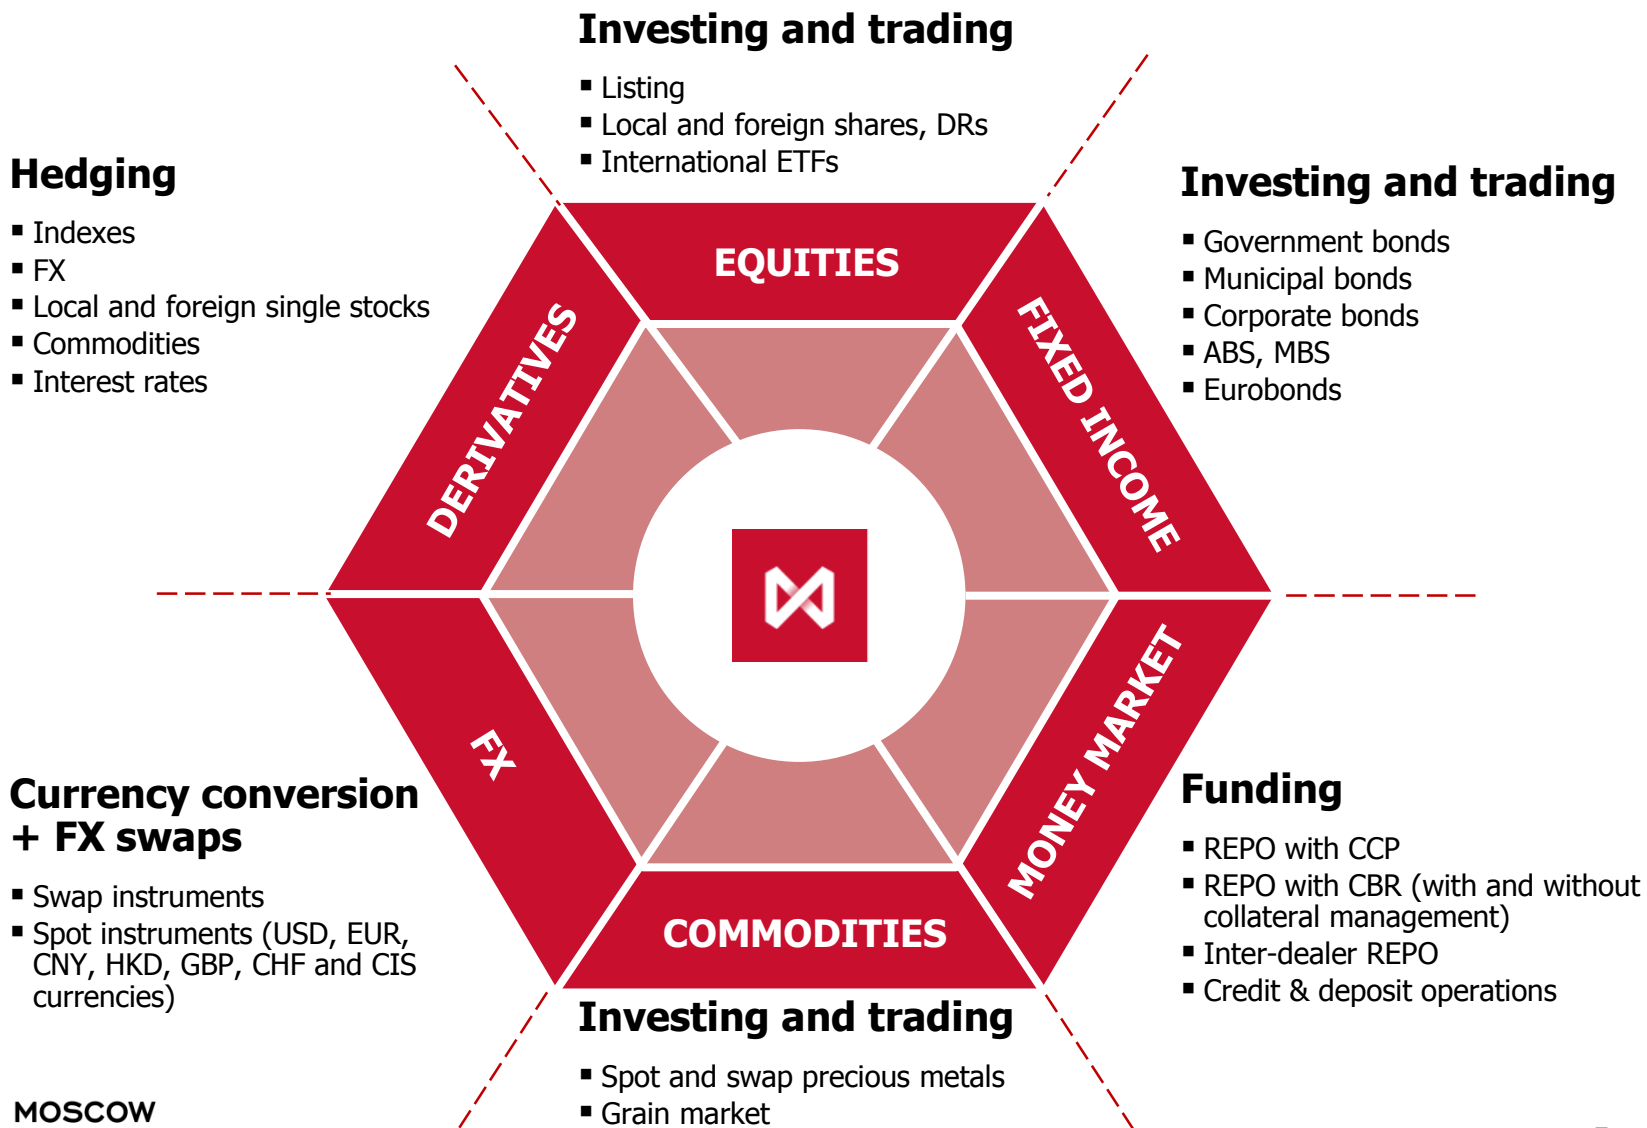 Investing and trading
▪ Listing
▪ Local and foreign shares, DRs
▪ International ETFs
Hedging
▪ Indexes
▪ FX
▪ Local and foreign single stocks
▪ Commodities
▪ Interest rates
Investing and trading
▪ Government bonds
▪ Municipal bonds
▪ Corporate bonds
▪ ABS, MBS
▪ Eurobonds
EQUITIES
DERIVATIVES
FIXED INCOME
FX
MONEY MARKET
COMMODITIES
Currency conversion
+ FX swaps
▪ Swap instruments
▪ Spot instruments (USD, EUR,
CNY, HKD, GBP, CHF and CIS
currencies)
Funding
▪ REPO with CCP
▪ REPO with CBR (with and without
collateral management)
▪ Inter-dealer REPO
▪ Credit & deposit operations
Investing and trading
▪ Spot and swap precious metals
▪ Grain market
MOSCOW